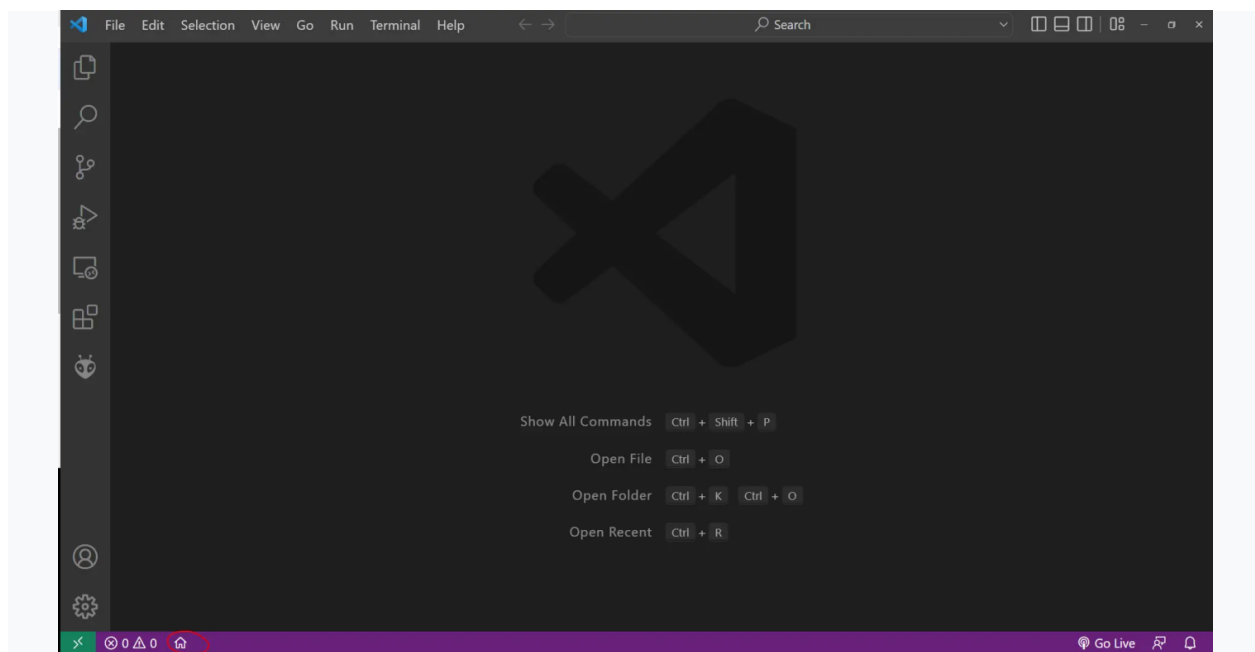 File Edit Selection View Go Run Terminal Help Search
Show All Commands Ctrl + Shift + P
Open File Ctrl + O
Open Folder Ctrl + K Ctrl + O
Open Recent Ctrl + R
0 0 Go Live